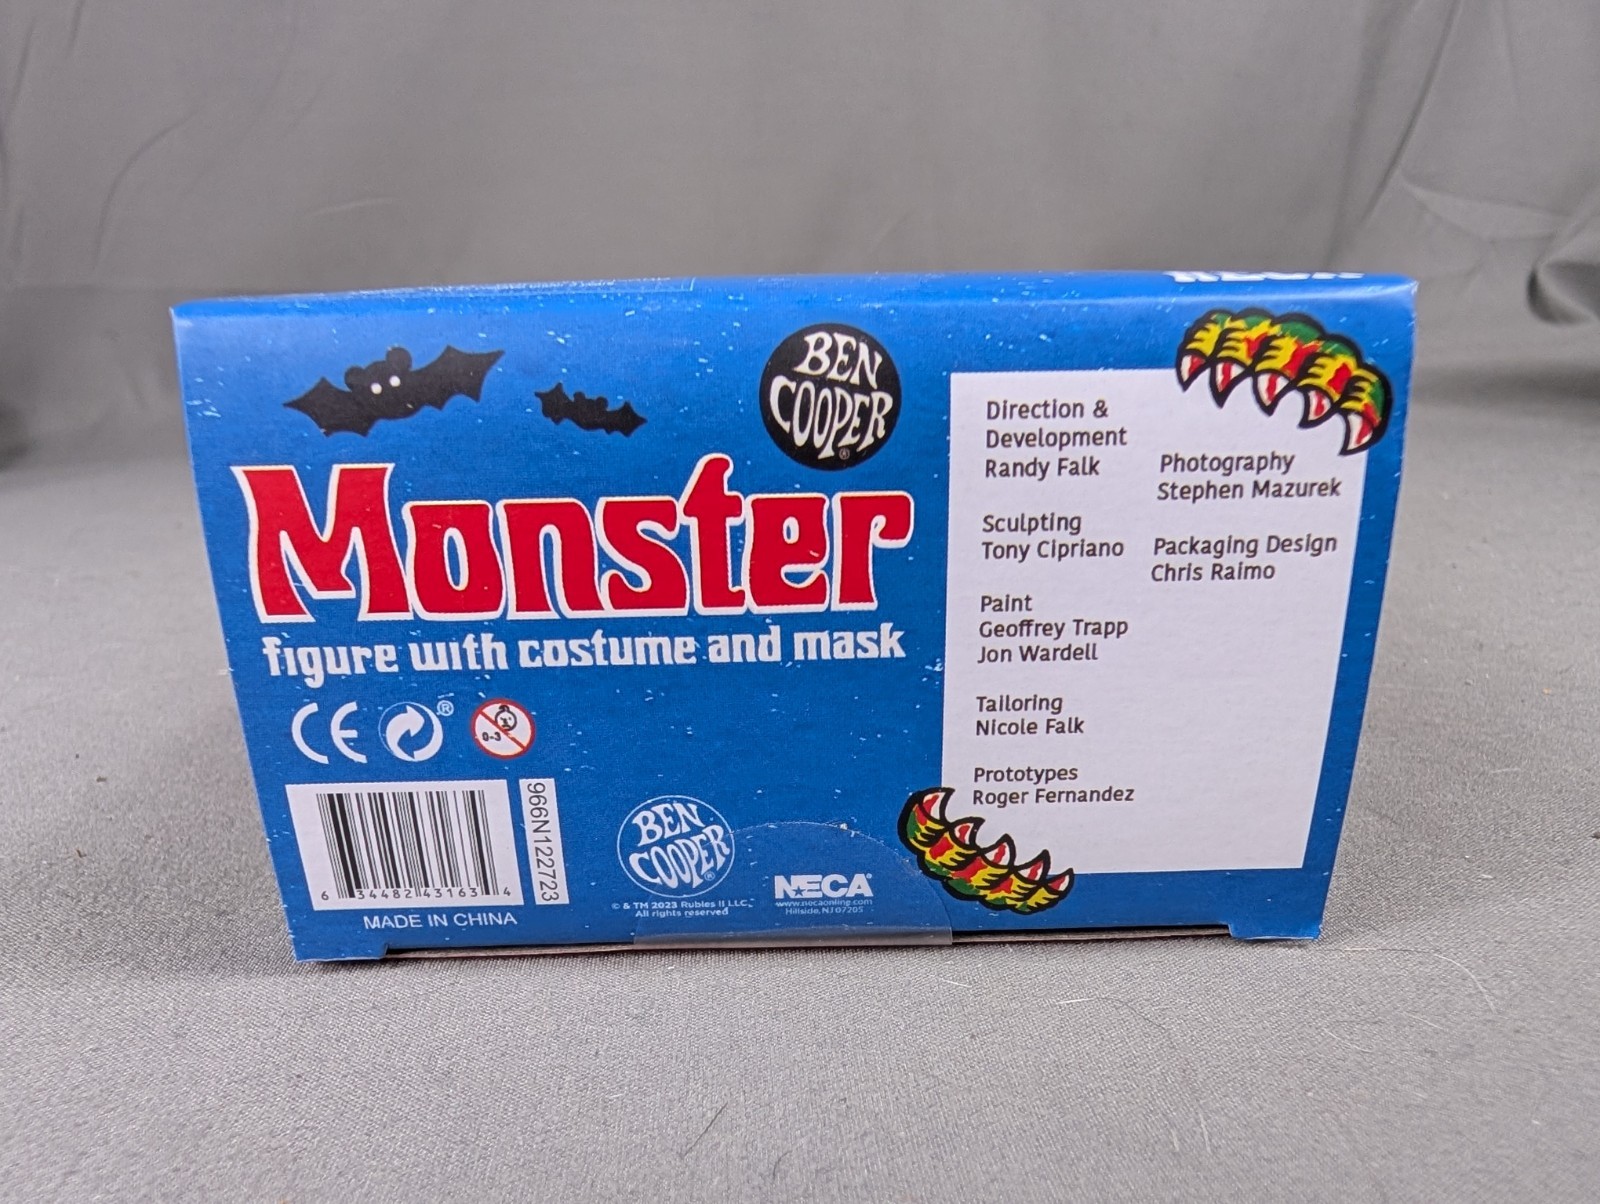 BEN
COOPER
®
Monster
figure with costume and mask
CE
®
0-3
6 34482 43163 4
966N122723
MADE IN CHINA
BEN
COOPER
®
© & TM 2023 Rubies II LLC.
All rights reserved
NECA®
www.necaonline.com
Hillside, NJ 07205
Direction &
Development
Randy Falk
Sculpting
Tony Cipriano
Paint
Geoffrey Trapp
Jon Wardell
Tailoring
Nicole Falk
Prototypes
Roger Fernandez
Photography
Stephen Mazurek
Packaging Design
Chris Raimo